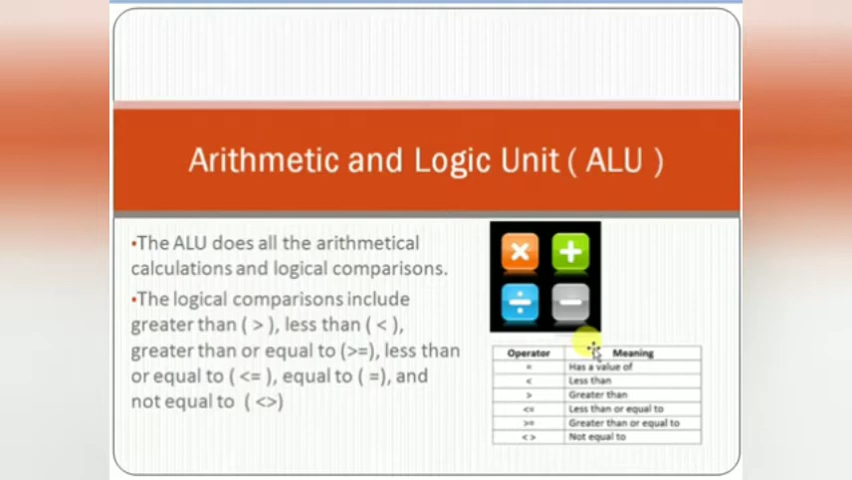 Arithmetic and Logic Unit ( ALU )
•The ALU does all the arithmetical
calculations and logical comparisons.
•The logical comparisons include
greater than ( > ), less than ( < ),
greater than or equal to (>=), less than
or equal to ( <= ), equal to ( =), and
not equal to ( <>)
× +
÷ −
Operator Meaning
= Has a value of
< Less than
> Greater than
<= Less than or equal to
>= Greater than or equal to
< > Not equal to